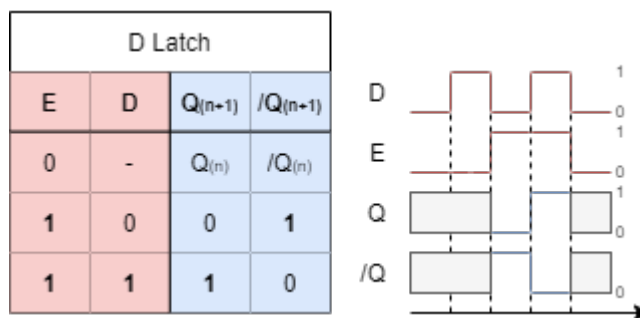 D Latch
E D Q(n+1) /Q(n+1)
0 - Q(n) /Q(n)
1 0 0 1
1 1 1 0
D 1 0
E 1 0
Q 1 0
/Q 1 0